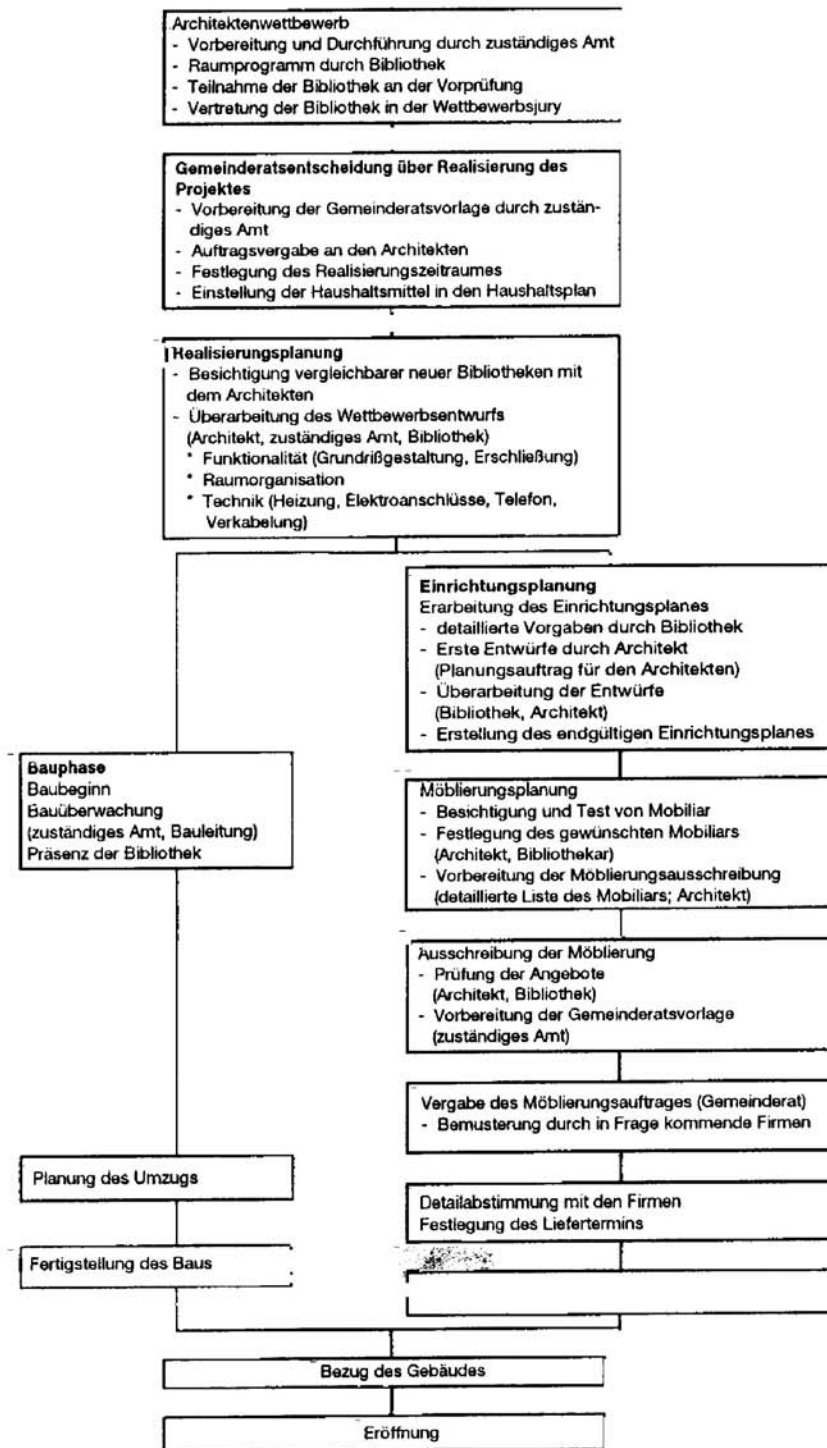 Architektenwettbewerb
- Vorbereitung und Durchführung durch zuständiges Amt
- Raumprogramm durch Bibliothek
- Teilnahme der Bibliothek an der Vorprüfung
- Vertretung der Bibliothek in der Wettbewerbsjury
Gemeinderatsentscheidung über Realisierung des
Projektes
- Vorbereitung der Gemeinderatsvorlage durch zustän-
diges Amt
- Auftragsvergabe an den Architekten
- Festlegung des Realisierungszeitraumes
- Einstellung der Haushaltsmittel in den Haushaltsplan
Realisierungsplanung
- Besichtigung vergleichbarer neuer Bibliotheken mit
dem Architekten
- Überarbeitung des Wettbewerbsentwurfs
(Architekt, zuständiges Amt, Bibliothek)
* Funktionalität (Grundrißgestaltung, Erschließung)
* Raumorganisation
* Technik (Heizung, Elektroanschlüsse, Telefon,
Verkabelung)
Einrichtungsplanung
Erarbeitung des Einrichtungsplanes
- detaillierte Vorgaben durch Bibliothek
- Erste Entwürfe durch Architekt
(Planungsauftrag für den Architekten)
- Überarbeitung der Entwürfe
(Bibliothek, Architekt)
- Erstellung des endgültigen Einrichtungsplanes
Bauphase
Baubeginn
Bauüberwachung
(zuständiges Amt, Bauleitung)
Präsenz der Bibliothek
Möblierungsplanung
- Besichtigung und Test von Mobiliar
- Festlegung des gewünschten Mobiliars
(Architekt, Bibliothekar)
- Vorbereitung der Möblierungsausschreibung
(detaillierte Liste des Mobiliars; Architekt)
Ausschreibung der Möblierung
- Prüfung der Angebote
(Architekt, Bibliothek)
- Vorbereitung der Gemeinderatsvorlage
(zuständiges Amt)
Vergabe des Möblierungsauftrages (Gemeinderat)
- Bemusterung durch in Frage kommende Firmen
Planung des Umzugs
Detailabstimmung mit den Firmen
Festlegung des Liefertermins
Fertigstellung des Baus
Bezug des Gebäudes
Eröffnung